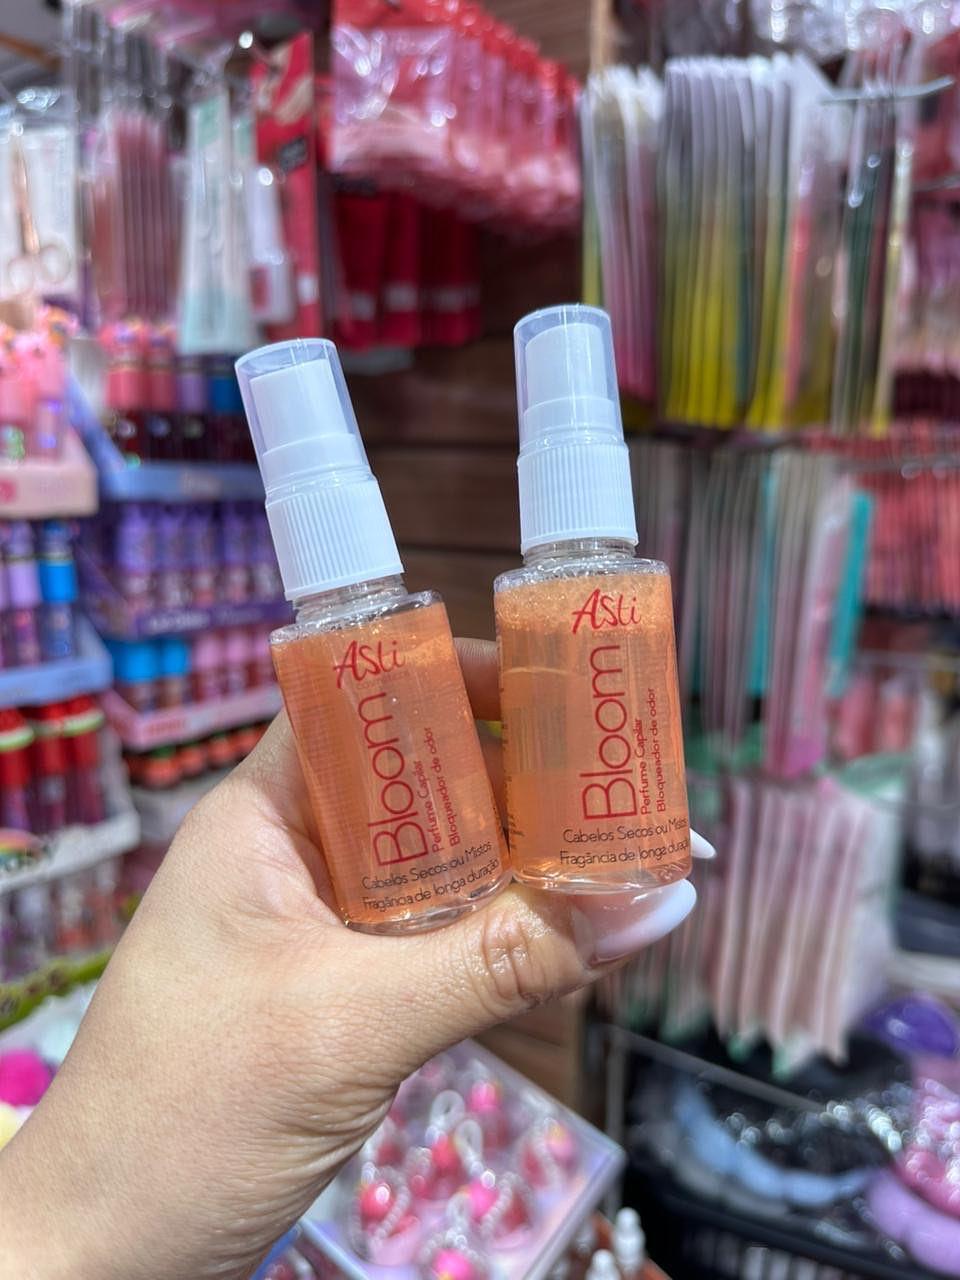 Asti
Bloom
Perfume Capilar
Bloqueador de odor
Cabelos Secos ou Mistos
Fragância de longa duração
Asti
Bloom
Perfume Capilar
Bloqueador de odor
Cabelos Secos ou Mistos
Fragância de longa duração